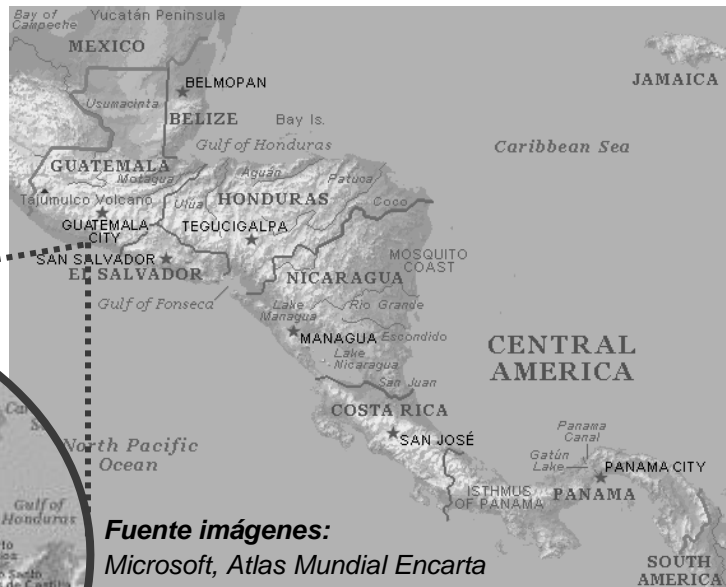 Bay of
Campeche
Yucatán Peninsula
MEXICO
BELMOPAN
JAMAICA
Usumacinta
BELIZE
Bay Is.
Gulf of Honduras
Caribbean Sea
GUATEMALA
Motagua
Aguán
Patuca
Tajumulco Volcano
Ulúa
HONDURAS
Coco
GUATEMALA
CITY
TEGUCIGALPA
MOSQUITO
COAST
SAN SALVADOR
EL SALVADOR
NICARAGUA
Gulf of Fonseca
Lake
Managua
Rio Grande
MANAGUA
Escondido
Lake
Nicaragua
CENTRAL
AMERICA
San Juan
COSTA RICA
North Pacific
Ocean
SAN JOSÉ
Panama
Canal
Gatún
Lake
PANAMA CITY
ISTHMUS
OF PANAMA
PANAMA
Gulf of
Honduras
SOUTH
AMERICA
Fuente imágenes:
Microsoft, Atlas Mundial Encarta